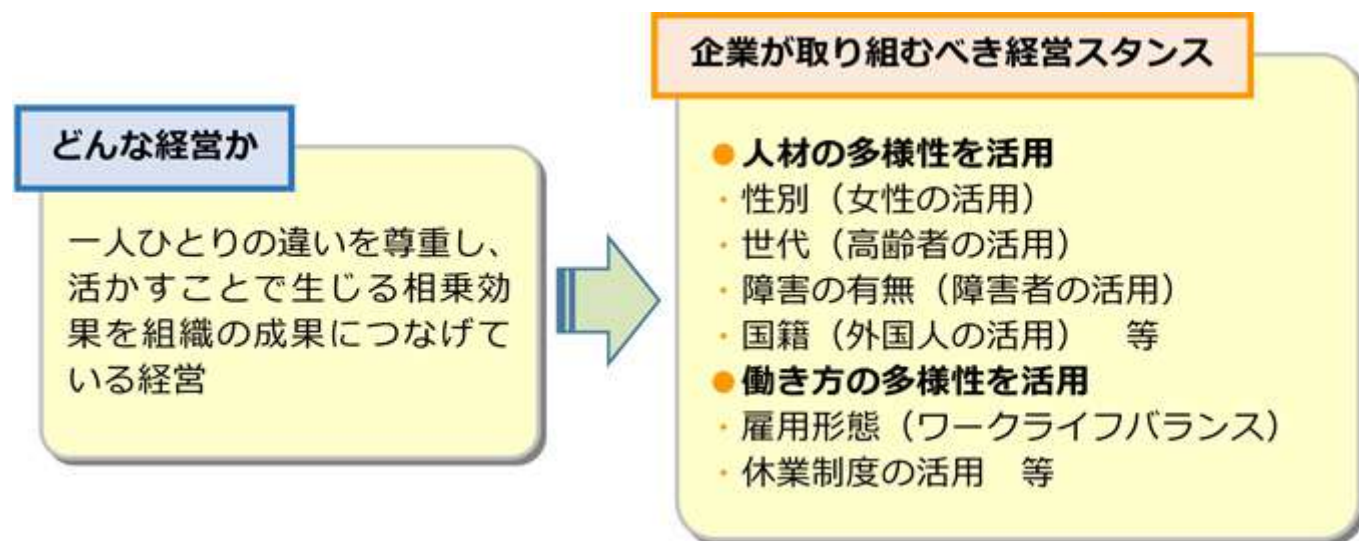 どんな経営か
一人ひとりの違いを尊重し、
活かすことで生じる相乗効
果を組織の成果につなげて
いる経営
企業が取り組むべき経営スタンス
●人材の多様性を活用
・性別（女性の活用）
・世代（高齢者の活用）
・障害の有無（障害者の活用）
・国籍（外国人の活用）　等
●働き方の多様性を活用
・雇用形態（ワークライフバランス）
・休業制度の活用　等